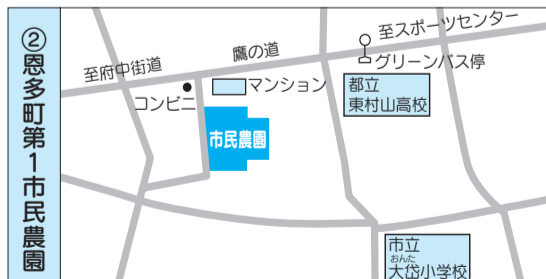 ②恩多町第1市民農園
至府中街道
鷹の道
至スポーツセンター
グリーンバス停
コンビニ
マンション
都立
東村山高校
市民農園
市立
おんた
大岱小学校